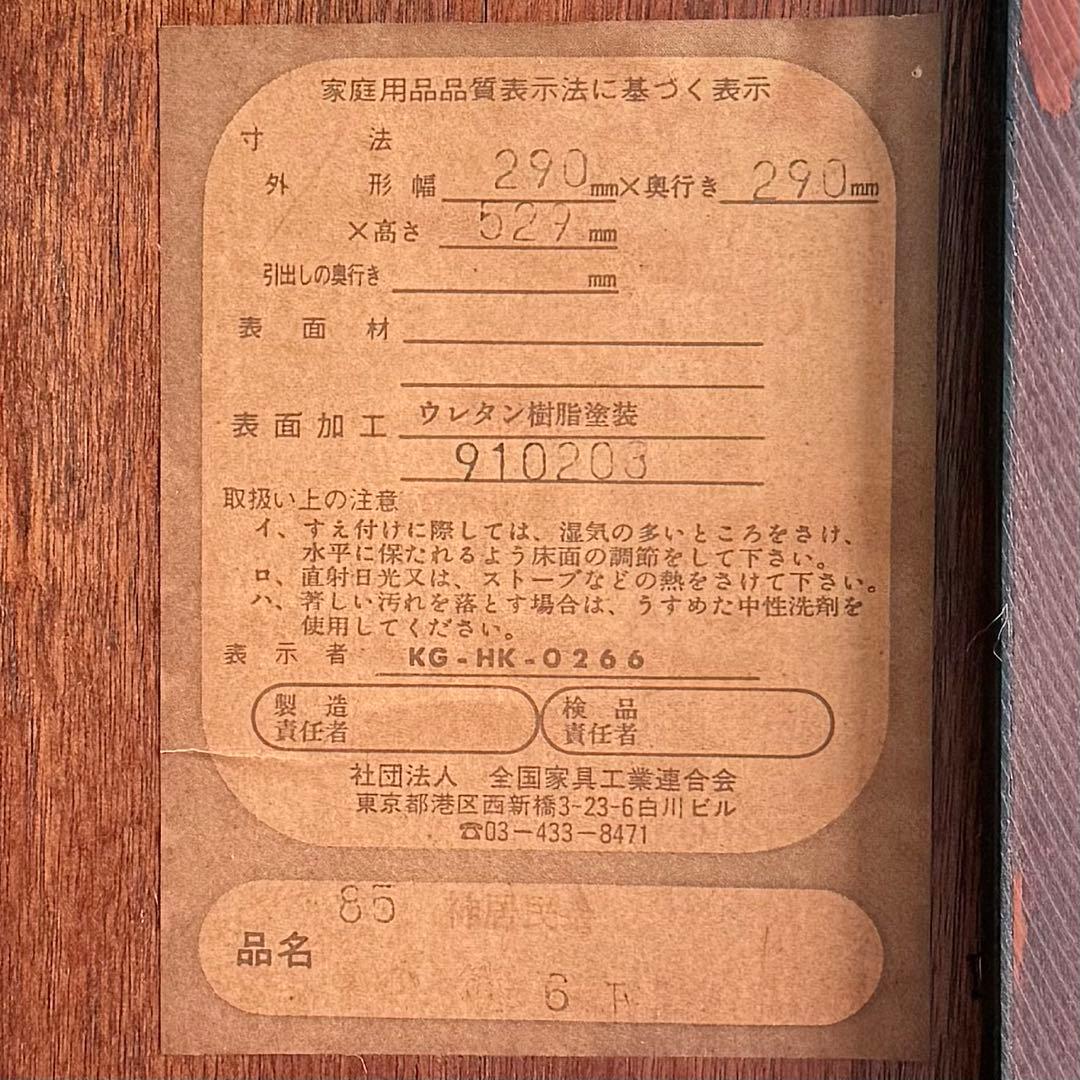 家庭用品品質表示法に基づく表示
寸　法
外　形 幅 290mm×奥行き 290mm
×高さ 529mm
引出しの奥行き mm
表面材
表面加工 ウレタン樹脂塗装
910203
取扱い上の注意
イ、すえ付けに際しては、湿気の多いところをさけ、
水平に保たれるよう床面の調節をして下さい。
ロ、直射日光又は、ストーブなどの熱をさけて下さい。
ハ、著しい汚れを落とす場合は、うすめた中性洗剤を
使用してください。
表示者 KG-HK-0266
製造 検品
責任者 責任者
社団法人　全国家具工業連合会
東京都港区西新橋3-23-6白川ビル
☎03-433-8471
85
品名
6